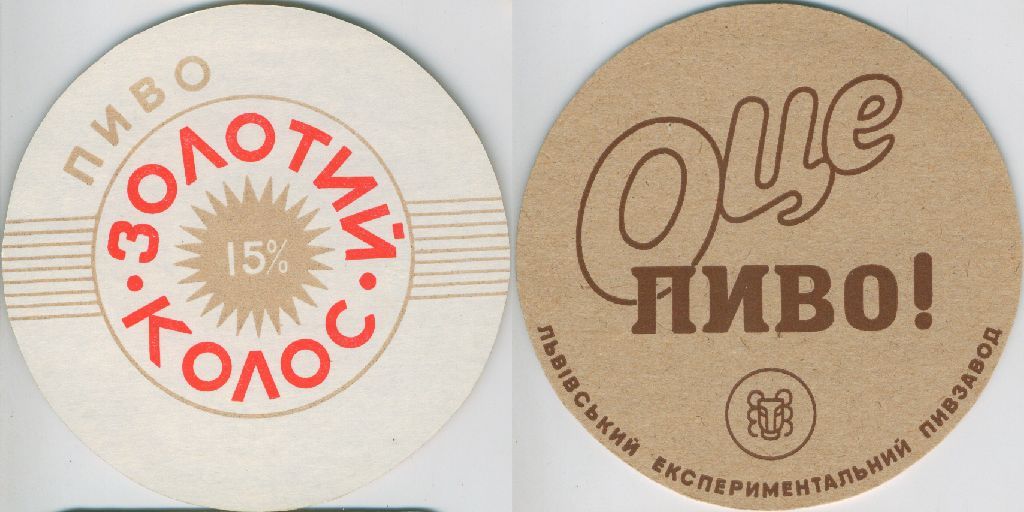 ПИВО
ЗОЛОТИЙ
• КОЛОС •
15%
Оце
ПИВО!
ЛЬВІВСЬКИЙ ЕКСПЕРИМЕНТАЛЬНИЙ ПИВЗАВОД